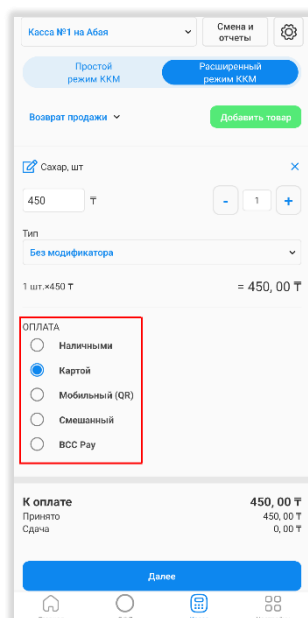 Касса №1 на Абая
Смена и
отчеты
Простой
режим ККМ
Расширенный
режим ККМ
Возврат продажи
Добавить товар
Сахар, шт
450 ₸
- 1 +
Тип
Без модификатора
1 шт.×450 ₸
= 450, 00 ₸
ОПЛАТА
Наличными
Картой
Мобильный (QR)
Смешанный
BCC Pay
К оплате 450, 00 ₸
Принято 450, 00 ₸
Сдача 0, 00 ₸
Далее